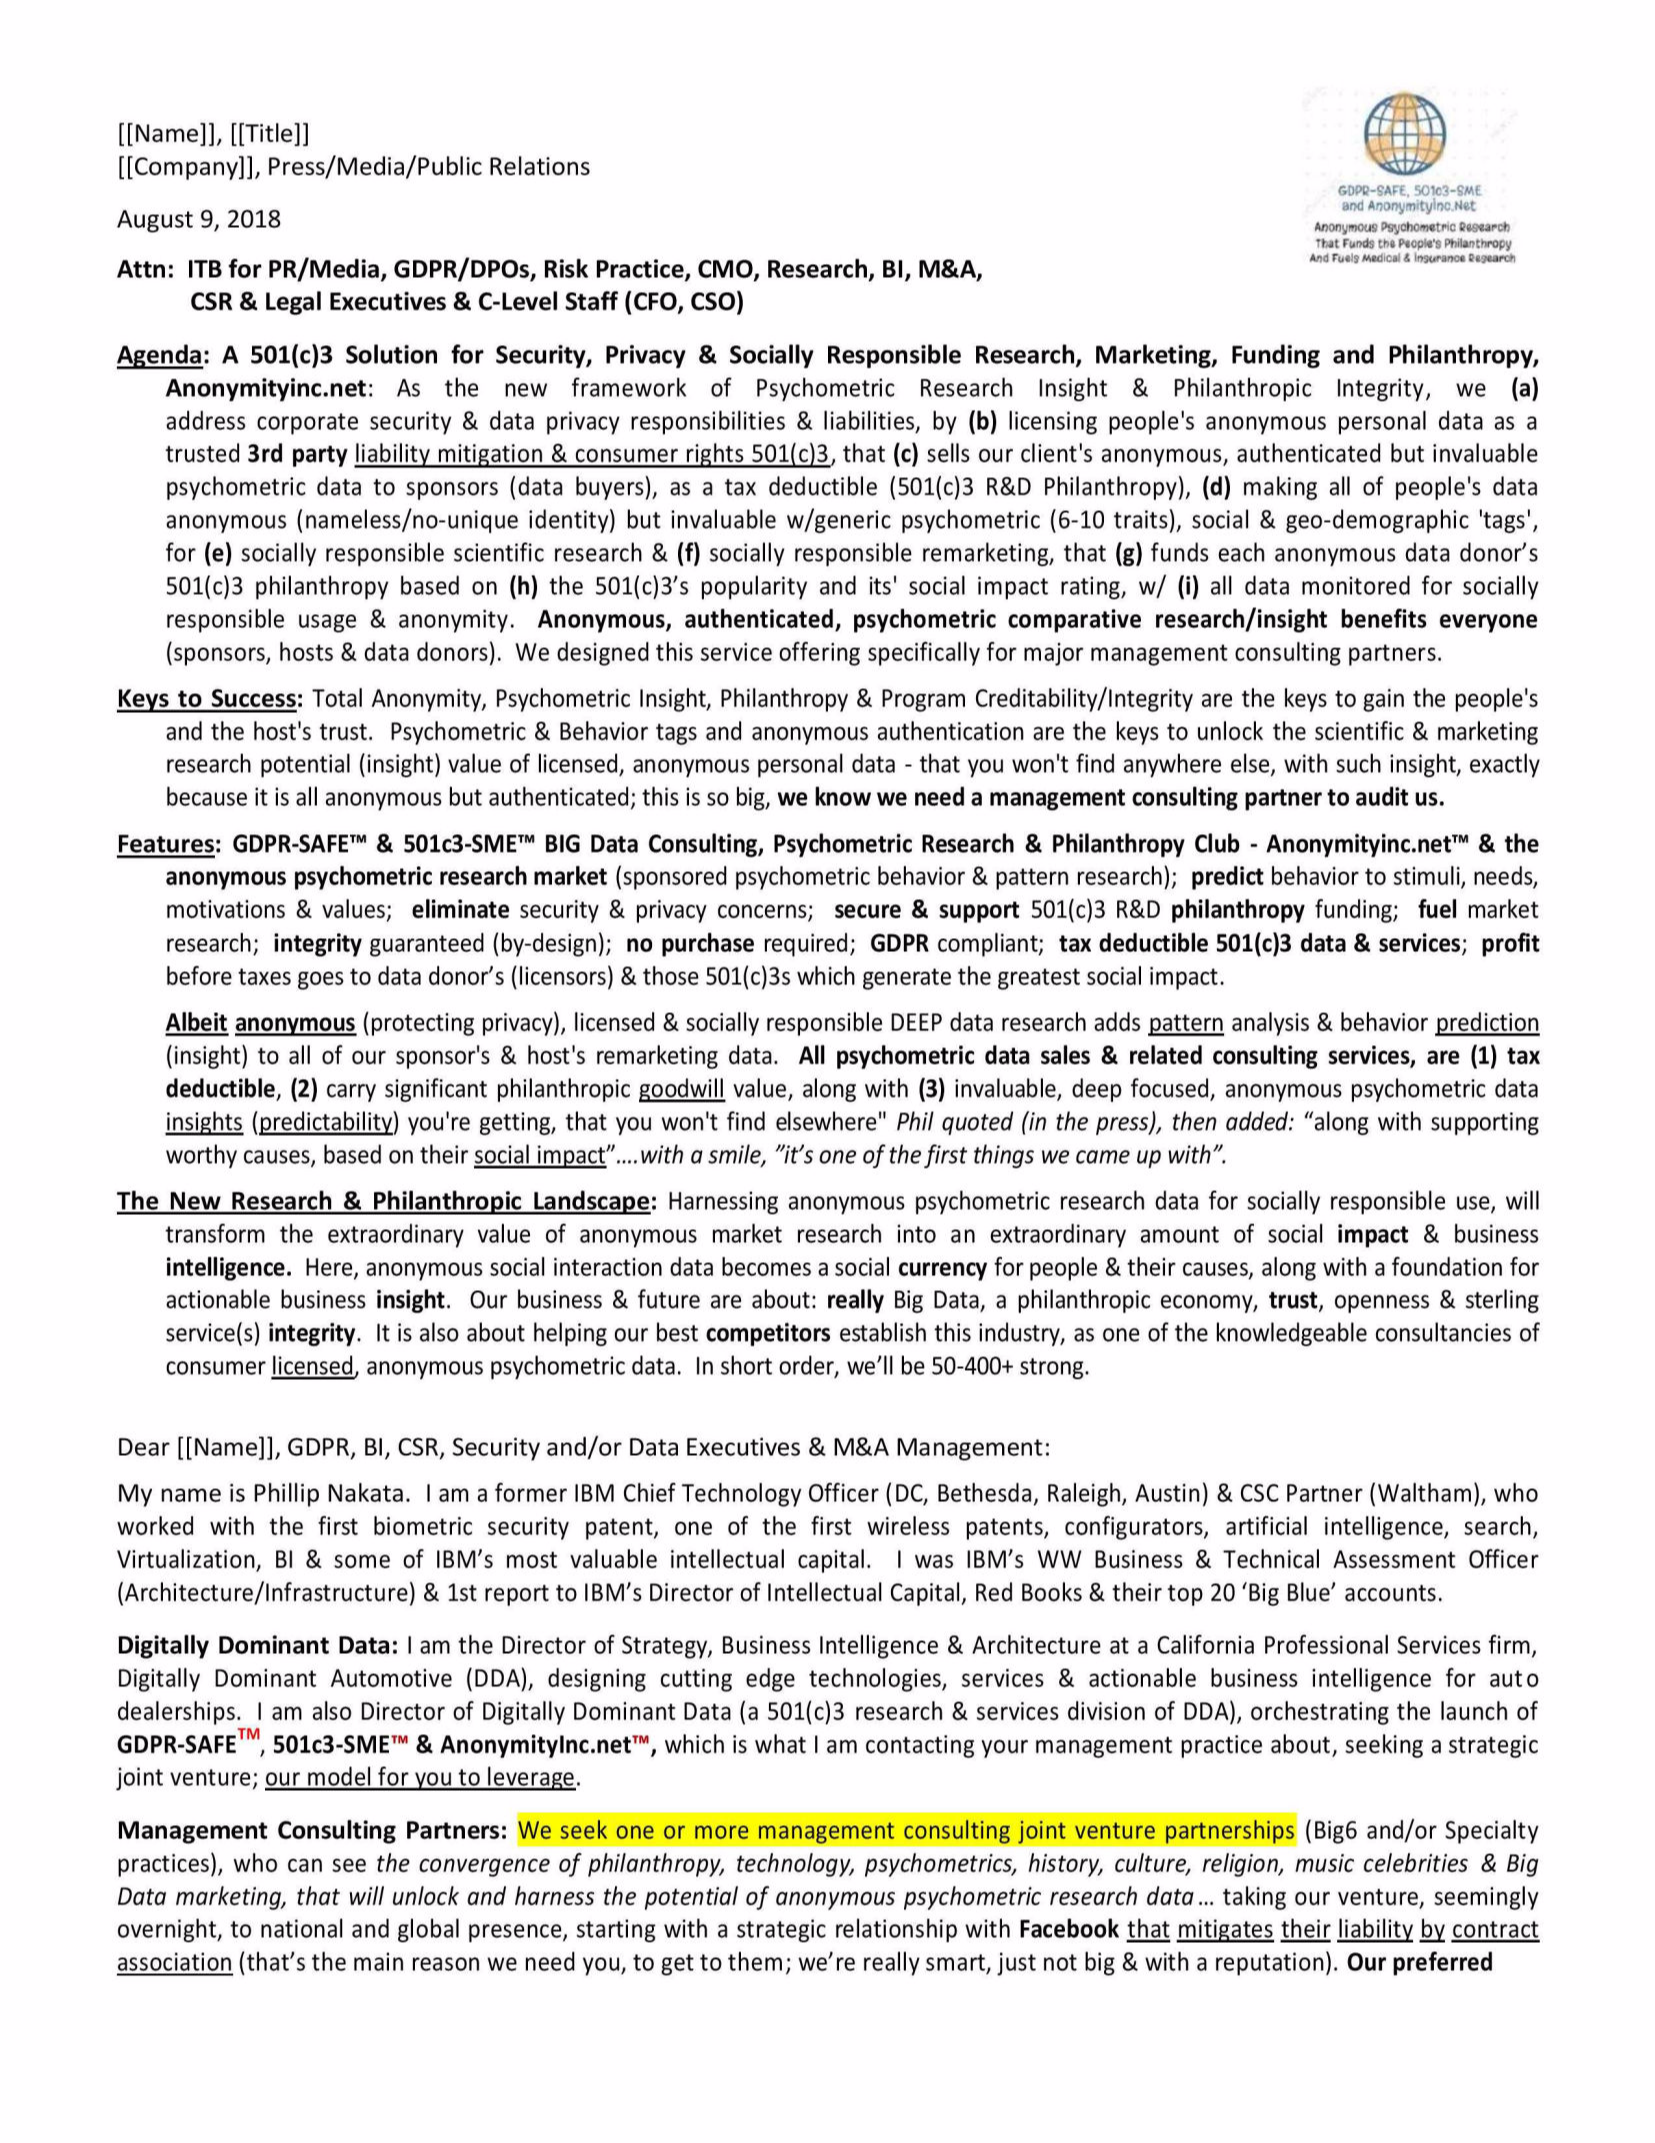 [[Name]], [[Title]]
[[Company]], Press/Media/Public Relations
GDPR-SAFE, 501c3-SME
and AnonymityInc.Net
Anonymous Psychometric Research
That Funds the People's Philanthropy
And Fuels Medical & Insurance Research
August 9, 2018
Attn: ITB for PR/Media, GDPR/DPOs, Risk Practice, CMO, Research, BI, M&A,
CSR & Legal Executives & C-Level Staff (CFO, CSO)
Agenda: A 501(c)3 Solution for Security, Privacy & Socially Responsible Research, Marketing, Funding and Philanthropy,
Anonymityinc.net: As the new framework of Psychometric Research Insight & Philanthropic Integrity, we (a)
address corporate security & data privacy responsibilities & liabilities, by (b) licensing people's anonymous personal data as a
trusted 3rd party liability mitigation & consumer rights 501(c)3, that (c) sells our client's anonymous, authenticated but invaluable
psychometric data to sponsors (data buyers), as a tax deductible (501(c)3 R&D Philanthropy), (d) making all of people's data
anonymous (nameless/no-unique identity) but invaluable w/generic psychometric (6-10 traits), social & geo-demographic 'tags',
for (e) socially responsible scientific research & (f) socially responsible remarketing, that (g) funds each anonymous data donor’s
501(c)3 philanthropy based on (h) the 501(c)3’s popularity and its' social impact rating, w/ (i) all data monitored for socially
responsible usage & anonymity. Anonymous, authenticated, psychometric comparative research/insight benefits everyone
(sponsors, hosts & data donors). We designed this service offering specifically for major management consulting partners.
Keys to Success: Total Anonymity, Psychometric Insight, Philanthropy & Program Creditability/Integrity are the keys to gain the people's
and the host's trust. Psychometric & Behavior tags and anonymous authentication are the keys to unlock the scientific & marketing
research potential (insight) value of licensed, anonymous personal data - that you won't find anywhere else, with such insight, exactly
because it is all anonymous but authenticated; this is so big, we know we need a management consulting partner to audit us.
Features: GDPR-SAFE™ & 501c3-SME™ BIG Data Consulting, Psychometric Research & Philanthropy Club - Anonymityinc.net™ & the
anonymous psychometric research market (sponsored psychometric behavior & pattern research); predict behavior to stimuli, needs,
motivations & values; eliminate security & privacy concerns; secure & support 501(c)3 R&D philanthropy funding; fuel market
research; integrity guaranteed (by-design); no purchase required; GDPR compliant; tax deductible 501(c)3 data & services; profit
before taxes goes to data donor’s (licensors) & those 501(c)3s which generate the greatest social impact.
Albeit anonymous (protecting privacy), licensed & socially responsible DEEP data research adds pattern analysis & behavior prediction
(insight) to all of our sponsor's & host's remarketing data. All psychometric data sales & related consulting services, are (1) tax
deductible, (2) carry significant philanthropic goodwill value, along with (3) invaluable, deep focused, anonymous psychometric data
insights (predictability) you're getting, that you won't find elsewhere" Phil quoted (in the press), then added: “along with supporting
worthy causes, based on their social impact”....with a smile, ”it’s one of the first things we came up with”.
The New Research & Philanthropic Landscape: Harnessing anonymous psychometric research data for socially responsible use, will
transform the extraordinary value of anonymous market research into an extraordinary amount of social impact & business
intelligence. Here, anonymous social interaction data becomes a social currency for people & their causes, along with a foundation for
actionable business insight. Our business & future are about: really Big Data, a philanthropic economy, trust, openness & sterling
service(s) integrity. It is also about helping our best competitors establish this industry, as one of the knowledgeable consultancies of
consumer licensed, anonymous psychometric data. In short order, we’ll be 50-400+ strong.
Dear [[Name]], GDPR, BI, CSR, Security and/or Data Executives & M&A Management:
My name is Phillip Nakata. I am a former IBM Chief Technology Officer (DC, Bethesda, Raleigh, Austin) & CSC Partner (Waltham), who
worked with the first biometric security patent, one of the first wireless patents, configurators, artificial intelligence, search,
Virtualization, BI & some of IBM’s most valuable intellectual capital. I was IBM’s WW Business & Technical Assessment Officer
(Architecture/Infrastructure) & 1st report to IBM’s Director of Intellectual Capital, Red Books & their top 20 ‘Big Blue’ accounts.
Digitally Dominant Data: I am the Director of Strategy, Business Intelligence & Architecture at a California Professional Services firm,
Digitally Dominant Automotive (DDA), designing cutting edge technologies, services & actionable business intelligence for auto
dealerships. I am also Director of Digitally Dominant Data (a 501(c)3 research & services division of DDA), orchestrating the launch of
GDPR-SAFE™, 501c3-SME™ & AnonymityInc.net™, which is what I am contacting your management practice about, seeking a strategic
joint venture; our model for you to leverage.
Management Consulting Partners: We seek one or more management consulting joint venture partnerships (Big6 and/or Specialty
practices), who can see the convergence of philanthropy, technology, psychometrics, history, culture, religion, music celebrities & Big
Data marketing, that will unlock and harness the potential of anonymous psychometric research data... taking our venture, seemingly
overnight, to national and global presence, starting with a strategic relationship with Facebook that mitigates their liability by contract
association (that’s the main reason we need you, to get to them; we’re really smart, just not big & with a reputation). Our preferred